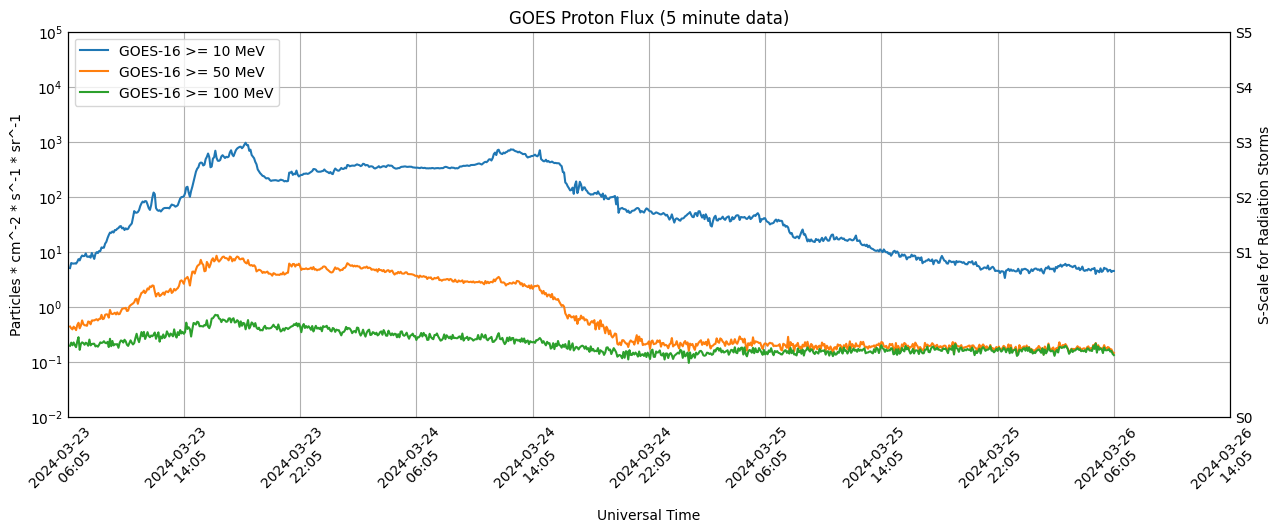 GOES Proton Flux (5 minute data)
GOES-16 >= 10 MeV
GOES-16 >= 50 MeV
GOES-16 >= 100 MeV
Particles * cm^-2 * s^-1 * sr^-1
10^5
10^4
10^3
10^2
10^1
10^0
10^-1
10^-2
S5
S4
S3
S2
S1
S0
S-Scale for Radiation Storms
2024-03-23
06:05
2024-03-23
14:05
2024-03-23
22:05
2024-03-24
06:05
2024-03-24
14:05
2024-03-24
22:05
2024-03-25
06:05
2024-03-25
14:05
2024-03-25
22:05
2024-03-26
06:05
2024-03-26
14:05
Universal Time